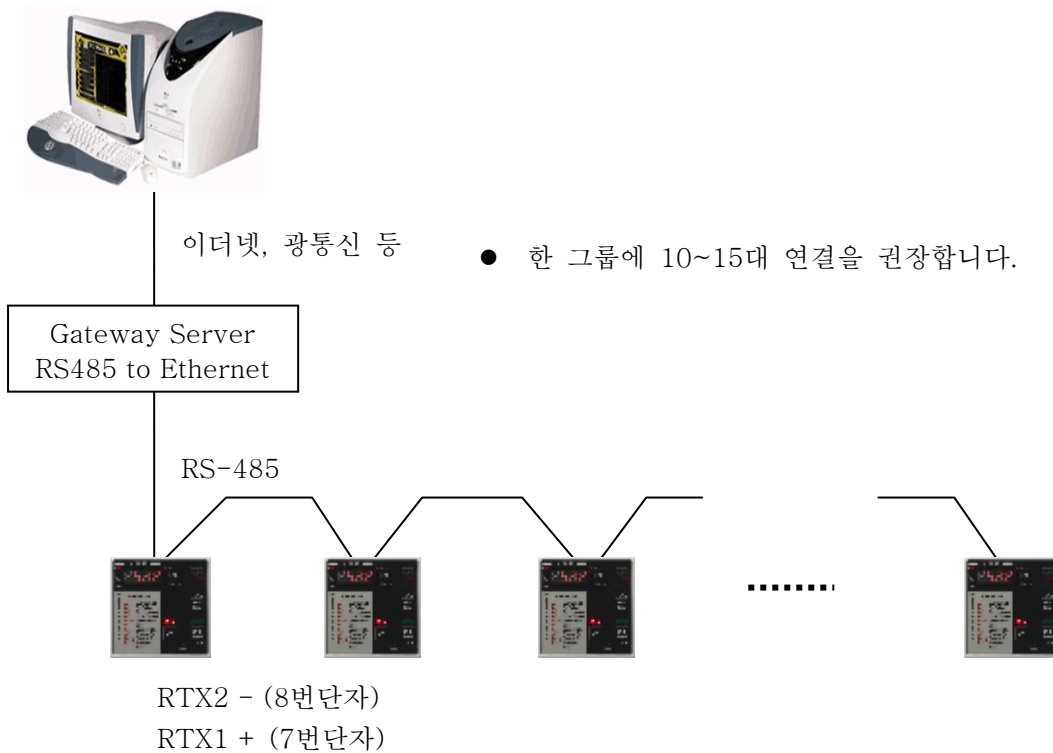 이더넷, 광통신 등
● 한 그룹에 10~15대 연결을 권장합니다.
Gateway Server
RS485 to Ethernet
RS-485
RTX2 - (8번단자)
RTX1 + (7번단자)